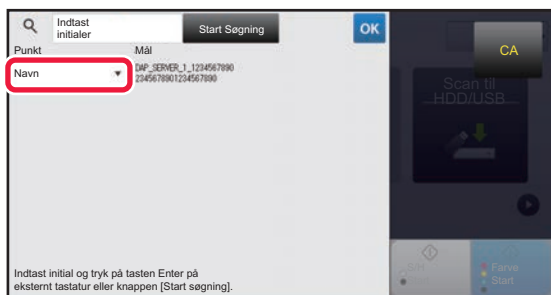 Indtast
initialer
Start Søgning
OK
CA
Punkt
Mål
Navn
DAP_SERVER_1_1234567890
2345678901234567890
Scan til
HDD/USB
Indtast initial og tryk på tasten Enter på
eksternt tastatur eller knappen [Start søgning].
S/H
Start
Farve
Start